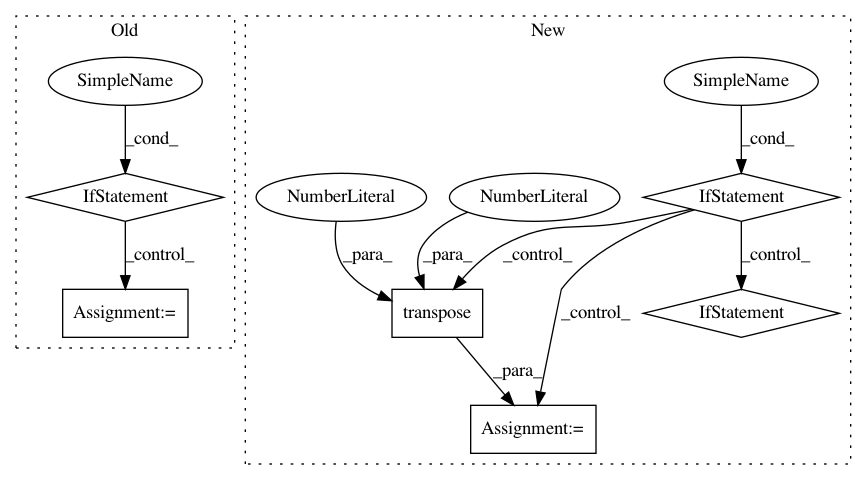 Old
New
SimpleName
SimpleName
_cond_
_cond_
NumberLiteral
NumberLiteral
IfStatement
IfStatement
_control_
_para_
_para_
_control_
_control_
Assignment:=
transpose
_control_
IfStatement
_para_
Assignment:=